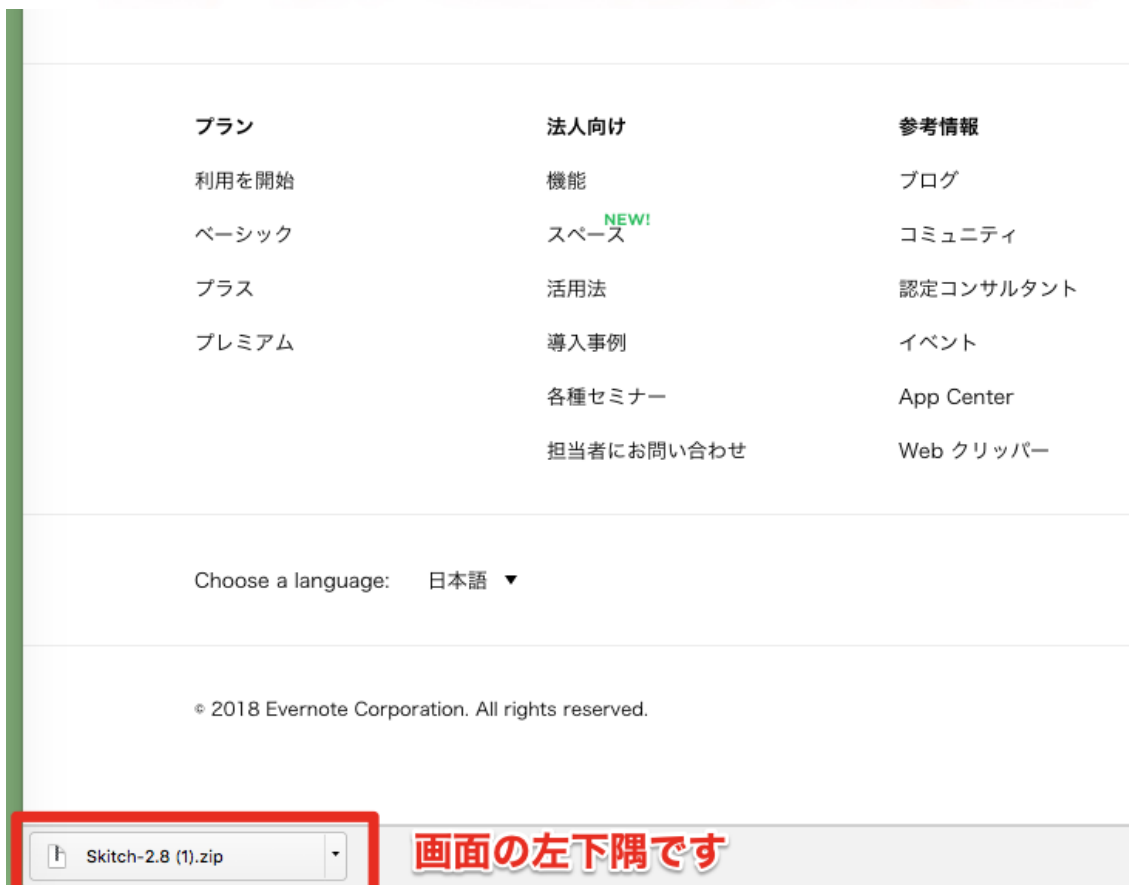 プラン
利用を開始
ベーシック
プラス
プレミアム
法人向け
機能
スペース NEW!
活用法
導入事例
各種セミナー
担当者にお問い合わせ
参考情報
ブログ
コミュニティ
認定コンサルタント
イベント
App Center
Web クリッパー
Choose a language: 日本語 ▼
© 2018 Evernote Corporation. All rights reserved.
Skitch-2.8 (1).zip
画面の左下隅です